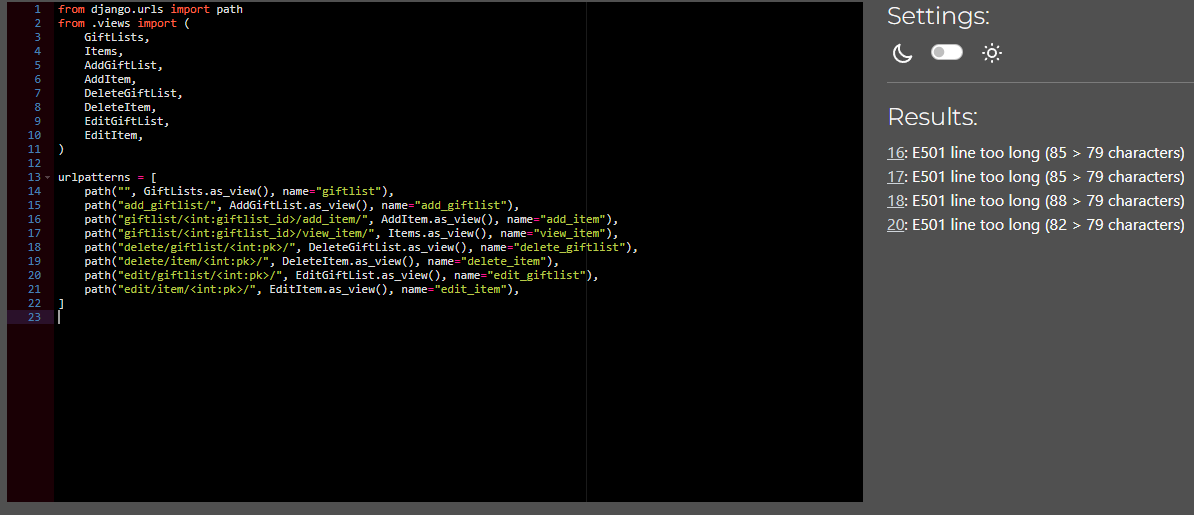 1 from django.urls import path
2 from .views import (
3     GiftLists,
4     Items,
5     AddGiftList,
6     AddItem,
7     DeleteGiftList,
8     DeleteItem,
9     EditGiftList,
10     EditItem,
11 )
12
13 urlpatterns = [
14     path("", GiftLists.as_view(), name="giftlist"),
15     path("add_giftlist/", AddGiftList.as_view(), name="add_giftlist"),
16     path("giftlist/<int:giftlist_id>/add_item/", AddItem.as_view(), name="add_item"),
17     path("giftlist/<int:giftlist_id>/view_item/", Items.as_view(), name="view_item"),
18     path("delete/giftlist/<int:pk>/", DeleteGiftList.as_view(), name="delete_giftlist"),
19     path("delete/item/<int:pk>/", DeleteItem.as_view(), name="delete_item"),
20     path("edit/giftlist/<int:pk>/", EditGiftList.as_view(), name="edit_giftlist"),
21     path("edit/item/<int:pk>/", EditItem.as_view(), name="edit_item"),
22 ]
23
Settings:
Results:
16: E501 line too long (85 > 79 characters)
17: E501 line too long (85 > 79 characters)
18: E501 line too long (88 > 79 characters)
20: E501 line too long (82 > 79 characters)